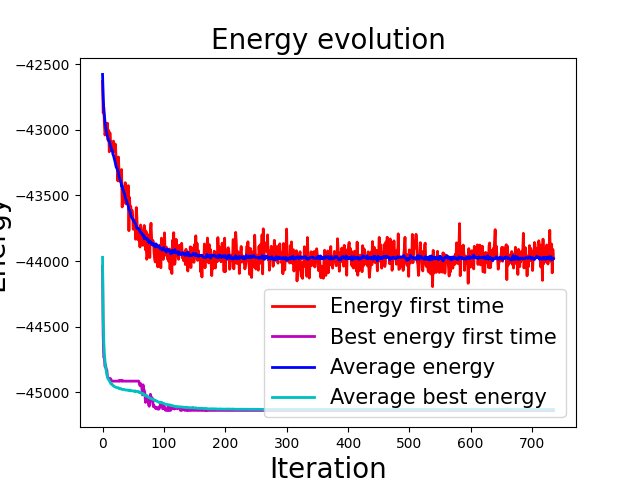 Energy evolution
Energy
−42500
−43000
−43500
−44000
−44500
−45000
0 100 200 300 400 500 600 700
Iteration
Energy first time
Best energy first time
Average energy
Average best energy